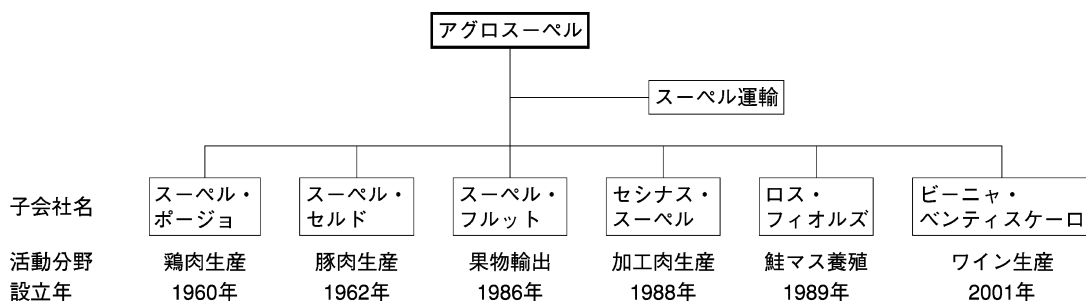 アグロスーペル
スーペル運輸
子会社名
スーペル・
ポージョ
スーペル・
セルド
スーペル・
フルット
セシナス・
スーペル
ロス・
フィオルズ
ビーニャ・
ベンティスケーロ
活動分野 鶏肉生産 豚肉生産 果物輸出 加工肉生産 鮭マス養殖 ワイン生産
設立年 1960年 1962年 1986年 1988年 1989年 2001年